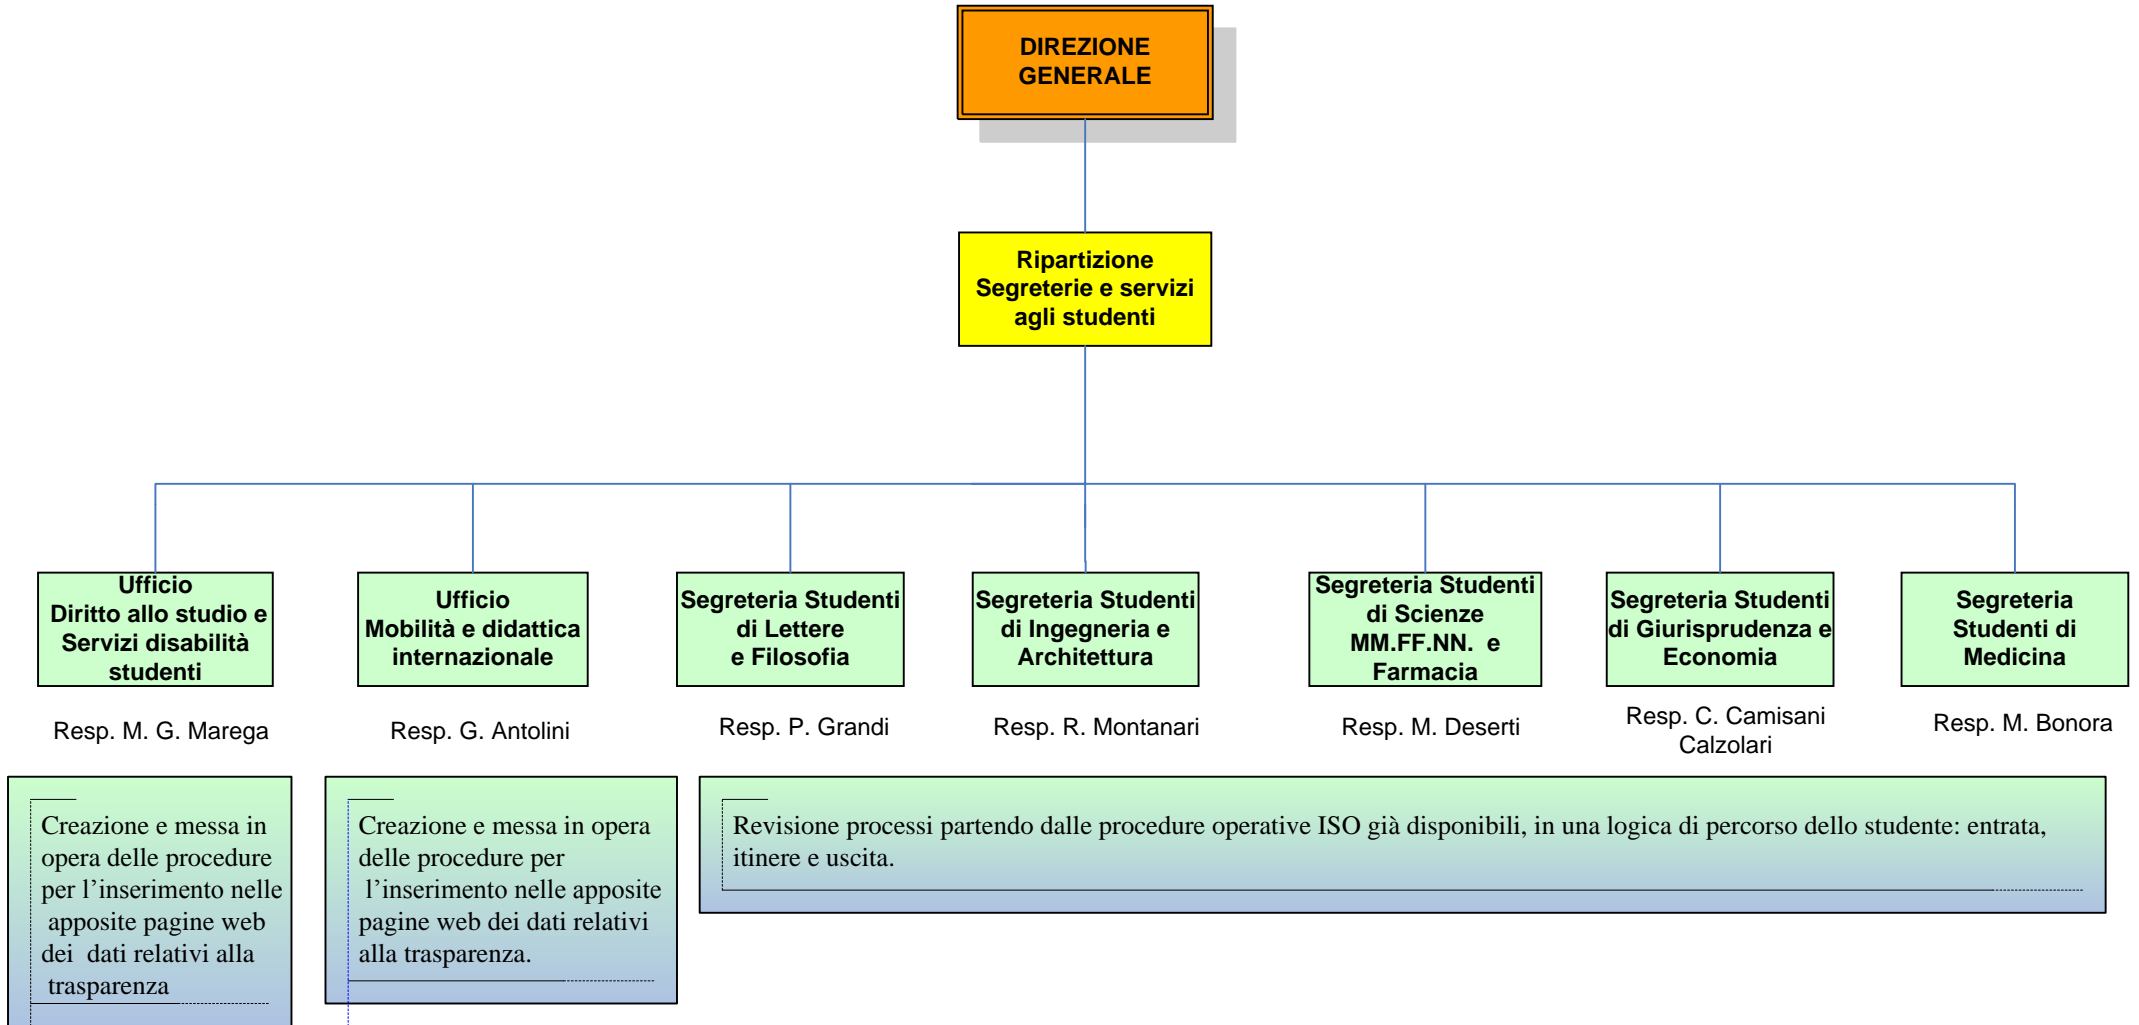 DIREZIONE
GENERALE
Ripartizione
Segreterie e servizi
agli studenti
Ufficio
Diritto allo studio e
Servizi disabilità
studenti
Ufficio
Mobilità e didattica
internazionale
Segreteria Studenti
di Lettere
e Filosofia
Segreteria Studenti
di Ingegneria e
Architettura
Segreteria Studenti
di Scienze
MM.FF.NN. e
Farmacia
Segreteria Studenti
di Giurisprudenza e
Economia
Segreteria
Studenti di
Medicina
Resp. M. G. Marega
Resp. G. Antolini
Resp. P. Grandi
Resp. R. Montanari
Resp. M. Deserti
Resp. C. Camisani
Calzolari
Resp. M. Bonora
Creazione e messa in
opera delle procedure
per l’inserimento nelle
apposite pagine web
dei dati relativi alla
trasparenza
Creazione e messa in opera
delle procedure per
l’inserimento nelle apposite
pagine web dei dati relativi
alla trasparenza.
Revisione processi partendo dalle procedure operative ISO già disponibili, in una logica di percorso dello studente: entrata,
itinere e uscita.